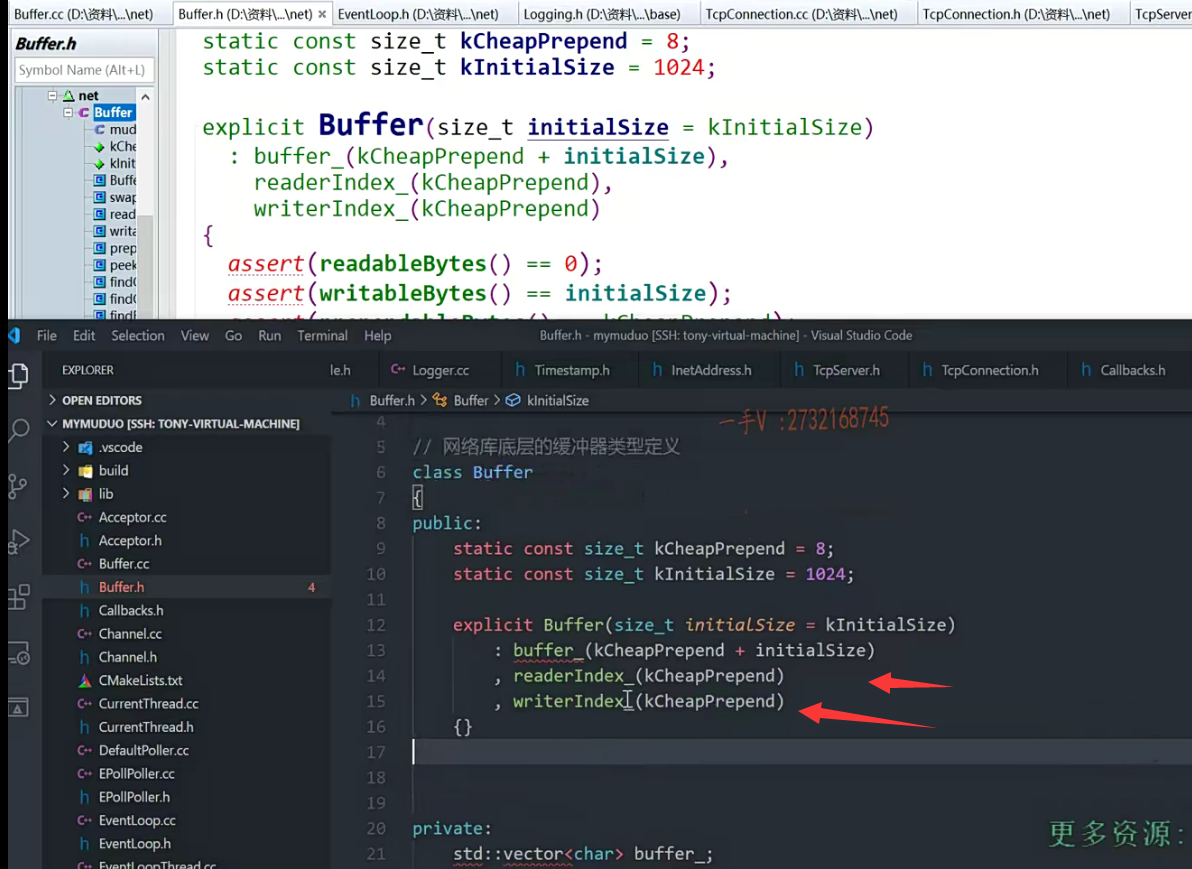 Buffer.cc (D:\资料\...\net)
Buffer.h (D:\资料\...\net) ×
EventLoop.h (D:\资料\...\net)
Logging.h (D:\资料\...\base)
TcpConnection.cc (D:\资料\...\net)
TcpConnection.h (D:\资料\...\net)
TcpServer
Buffer.h
Symbol Name (Alt+L)
net
Buffer
mud
kChe
kInit
Buffe
swap
read
writa
prep
peek
find
find
static const size_t kCheapPrepend = 8;
static const size_t kInitialSize = 1024;
explicit Buffer(size_t initialSize = kInitialSize)
: buffer_(kCheapPrepend + initialSize),
readerIndex_(kCheapPrepend),
writerIndex_(kCheapPrepend)
{
assert(readableBytes() == 0);
assert(writableBytes() == initialSize);
File Edit Selection View Go Run Terminal Help
Buffer.h - mymuduo [SSH: tony-virtual-machine] - Visual Studio Code
EXPLORER
OPEN EDITORS
MYMUDUO [SSH: TONY-VIRTUAL-MACHINE]
.vscode
build
lib
Acceptor.cc
Acceptor.h
Buffer.cc
Buffer.h 4
Callbacks.h
Channel.cc
Channel.h
CMakeLists.txt
CurrentThread.cc
CurrentThread.h
DefaultPoller.cc
EPollPoller.cc
EPollPoller.h
EventLoop.cc
EventLoop.h
EventLoopThread.cc
le.h
Logger.cc
Timestamp.h
InetAddress.h
TcpServer.h
TcpConnection.h
Callbacks.h
Buffer.h > Buffer > kInitialSize
一手V :2732168745
4
5 // 网络库底层的缓冲器类型定义
6 class Buffer
7 {
8 public:
9 static const size_t kCheapPrepend = 8;
10 static const size_t kInitialSize = 1024;
11
12 explicit Buffer(size_t initialSize = kInitialSize)
13 : buffer_(kCheapPrepend + initialSize)
14 , readerIndex_(kCheapPrepend)
15 , writerIndex_(kCheapPrepend)
16 {}
17
18
19
20 private:
21 std::vector<char> buffer_;
更多资源: